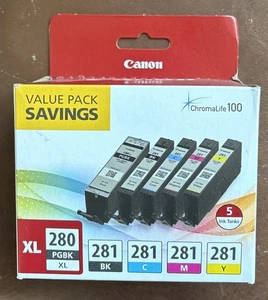 Canon
VALUE PACK
SAVINGS
ChromaLife100
5
Ink Tanks
XL 280 281 281 281 281
PGBK BK C M Y
XL